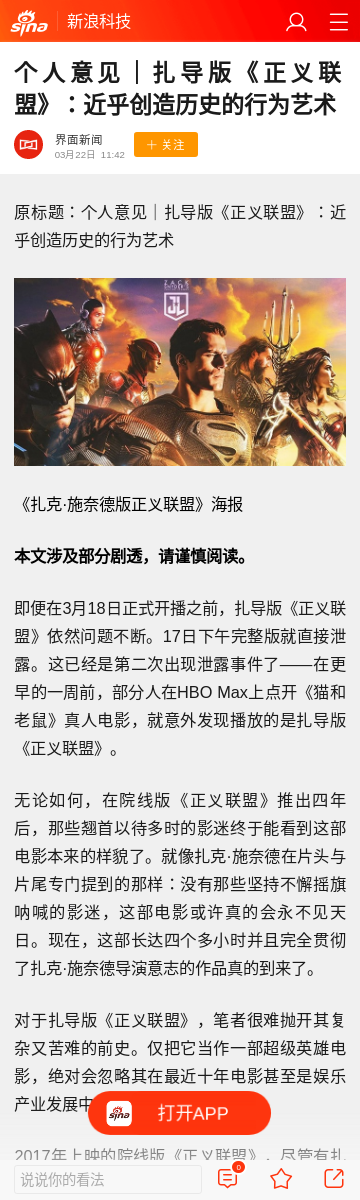 sina 新浪科技
个人意见｜扎导版《正义联
盟》：近乎创造历史的行为艺术
界面新闻
03月22日 11:42
＋ 关注
原标题：个人意见｜扎导版《正义联盟》：近
乎创造历史的行为艺术
JL
《扎克·施奈德版正义联盟》海报
本文涉及部分剧透，请谨慎阅读。
即便在3月18日正式开播之前，扎导版《正义联
盟》依然问题不断。17日下午完整版就直接泄
露。这已经是第二次出现泄露事件了——在更
早的一周前，部分人在HBO Max上点开《猫和
老鼠》真人电影，就意外发现播放的是扎导版
《正义联盟》。
无论如何，在院线版《正义联盟》推出四年
后，那些翘首以待多时的影迷终于能看到这部
电影本来的样貌了。就像扎克·施奈德在片头与
片尾专门提到的那样：没有那些坚持不懈摇旗
呐喊的影迷，这部电影或许真的会永不见天
日。现在，这部长达四个多小时并且完全贯彻
了扎克·施奈德导演意志的作品真的到来了。
对于扎导版《正义联盟》，笔者很难抛开其复
杂又苦难的前史。仅把它当作一部超级英雄电
影，绝对会忽略其在最近十年电影甚至是娱乐
产业发展中
sina 打开APP
2017年上映的院线版《正义联盟》，尽管有扎
说说你的看法
0